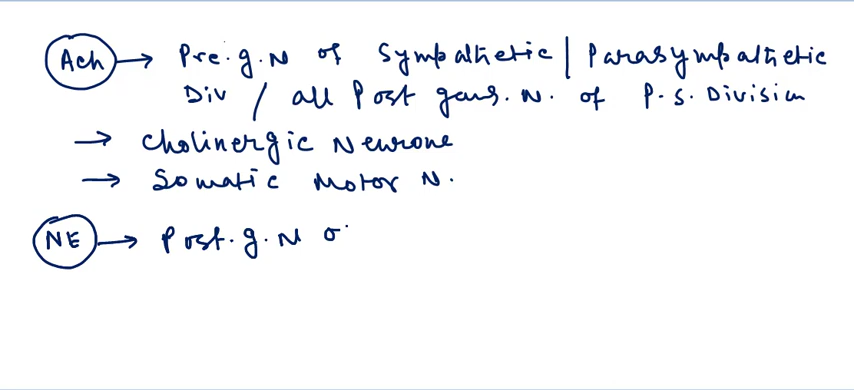 Ach → Pre.g.N of Sympathetic | Parasympathetic
Div / all Post gang. N. of P.S. Division
→ Cholinergic Neurone
→ Somatic Motor N.
NE → Post.g.N o